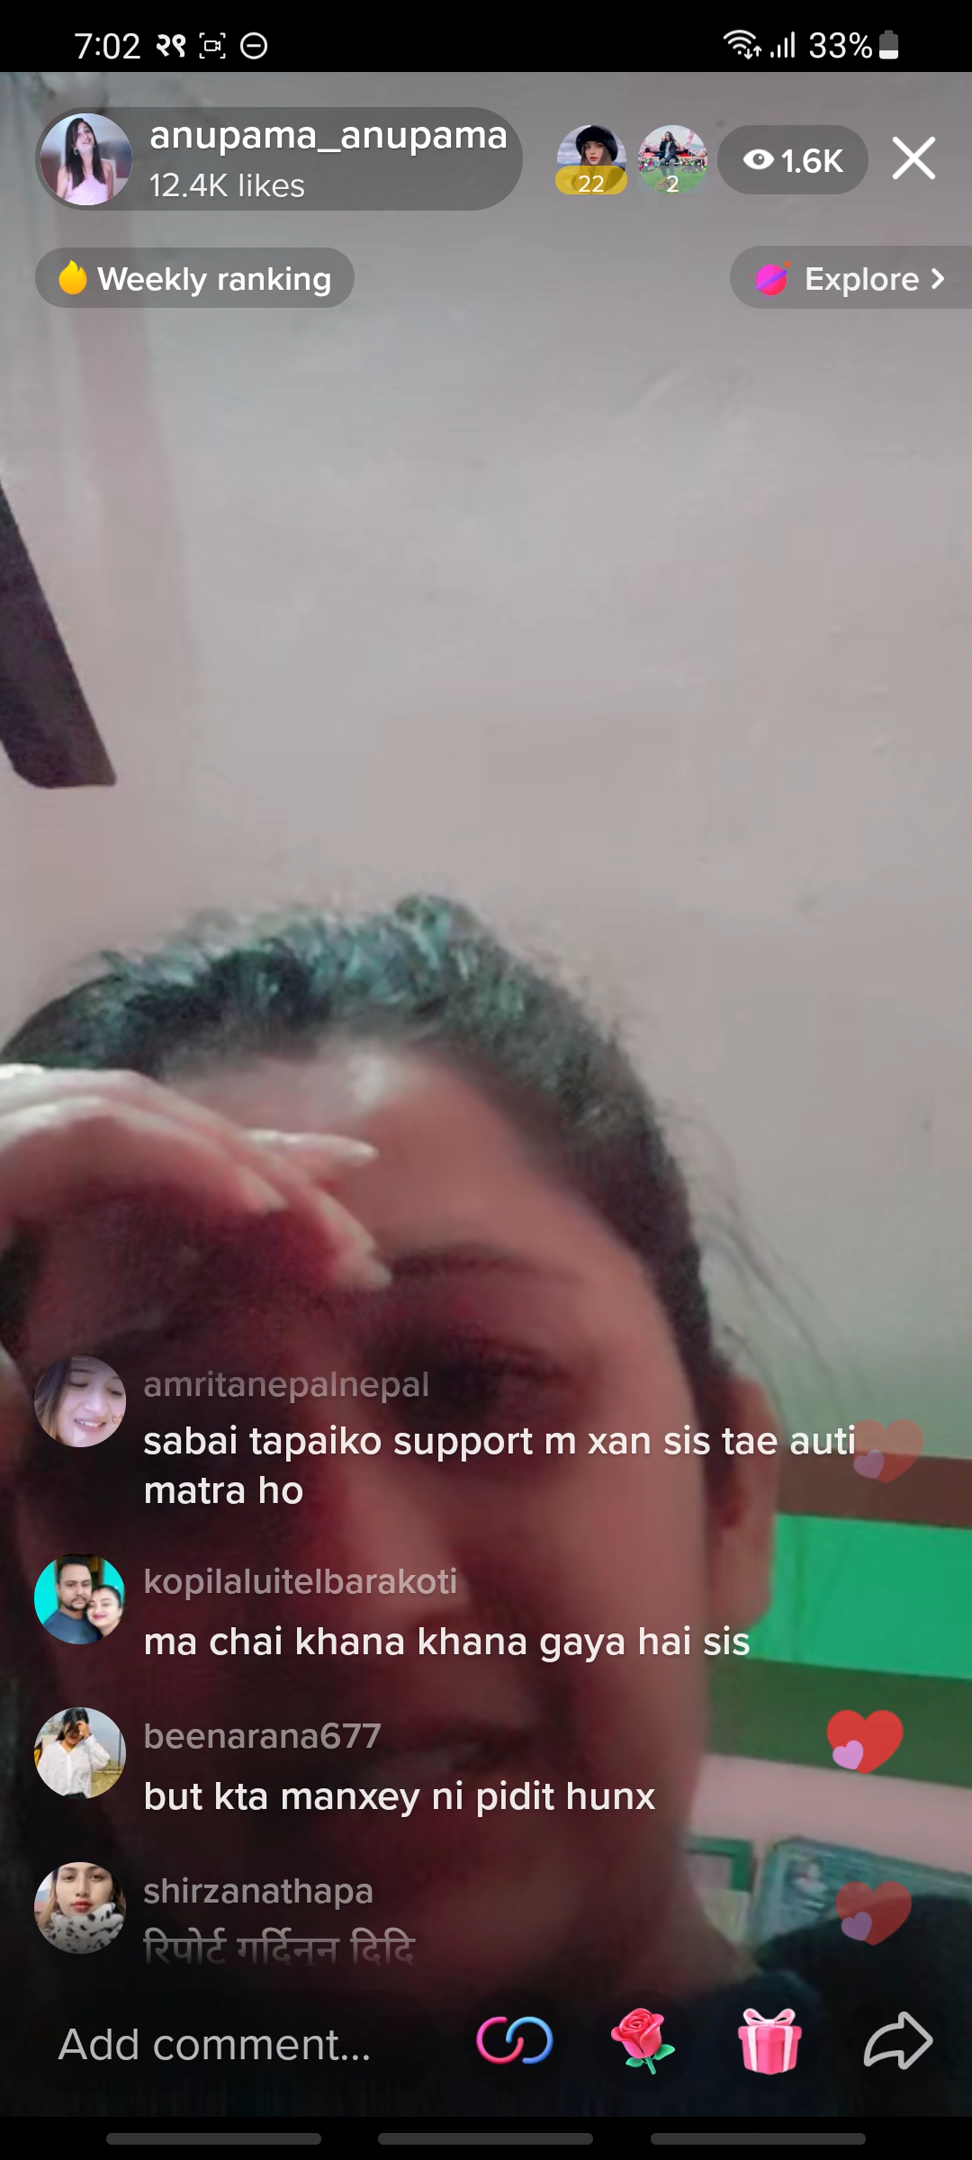 7:02 २९ 33%
anupama_anupama
12.4K likes
22
2
1.6K
Weekly ranking
Explore >
amritanepalnepal
sabai tapaiko support m xan sis tae auti
matra ho
kopilaluitelbarakoti
ma chai khana khana gaya hai sis
beenarana677
but kta manxey ni pidit hunx
shirzanathapa
रिपोर्ट गर्दिनन दिदि
Add comment...